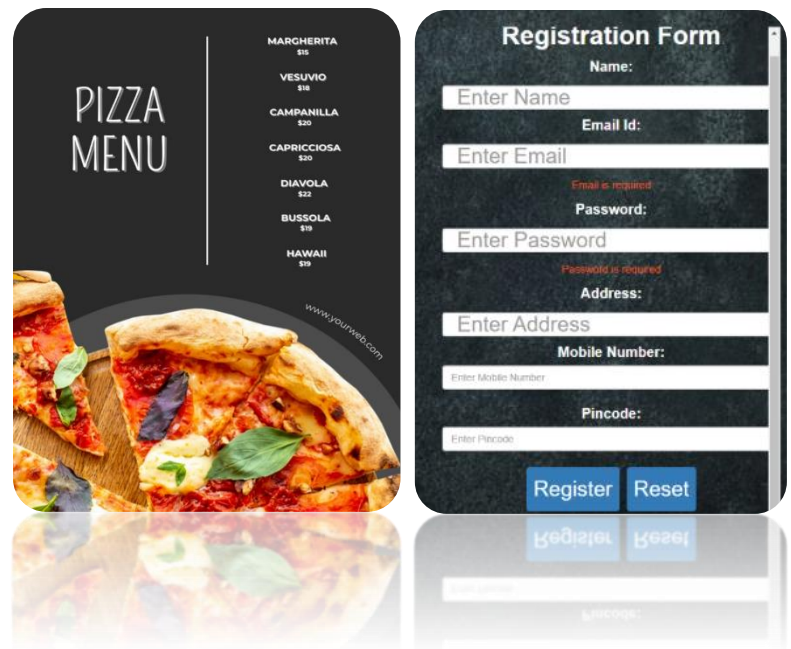 PIZZA
MENU
MARGHERITA
$15
VESUVIO
$18
CAMPANILLA
$20
CAPRICCIOSA
$20
DIAVOLA
$22
BUSSOLA
$19
HAWAII
$19
www.yourweb.com
Registration Form
Name:
Enter Name
Email Id:
Enter Email
Email is required
Password:
Enter Password
Password is required
Address:
Enter Address
Mobile Number:
Enter Mobile Number
Pincode:
Enter Pincode
Register Reset